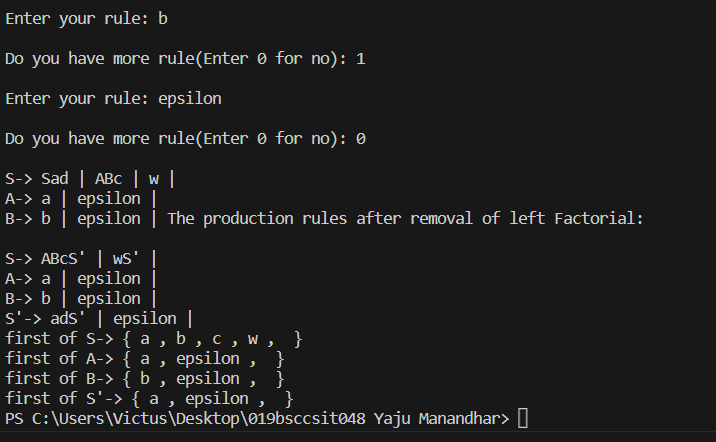 Enter your rule: b
Do you have more rule(Enter 0 for no): 1
Enter your rule: epsilon
Do you have more rule(Enter 0 for no): 0
S-> Sad | ABc | w |
A-> a | epsilon |
B-> b | epsilon | The production rules after removal of left Factorial:
S-> ABcS' | wS' |
A-> a | epsilon |
B-> b | epsilon |
S'-> adS' | epsilon |
first of S-> { a , b , c , w ,  }
first of A-> { a , epsilon ,  }
first of B-> { b , epsilon ,  }
first of S'-> { a , epsilon ,  }
PS C:\Users\Victus\Desktop\019bsccsit048 Yaju Manandhar>